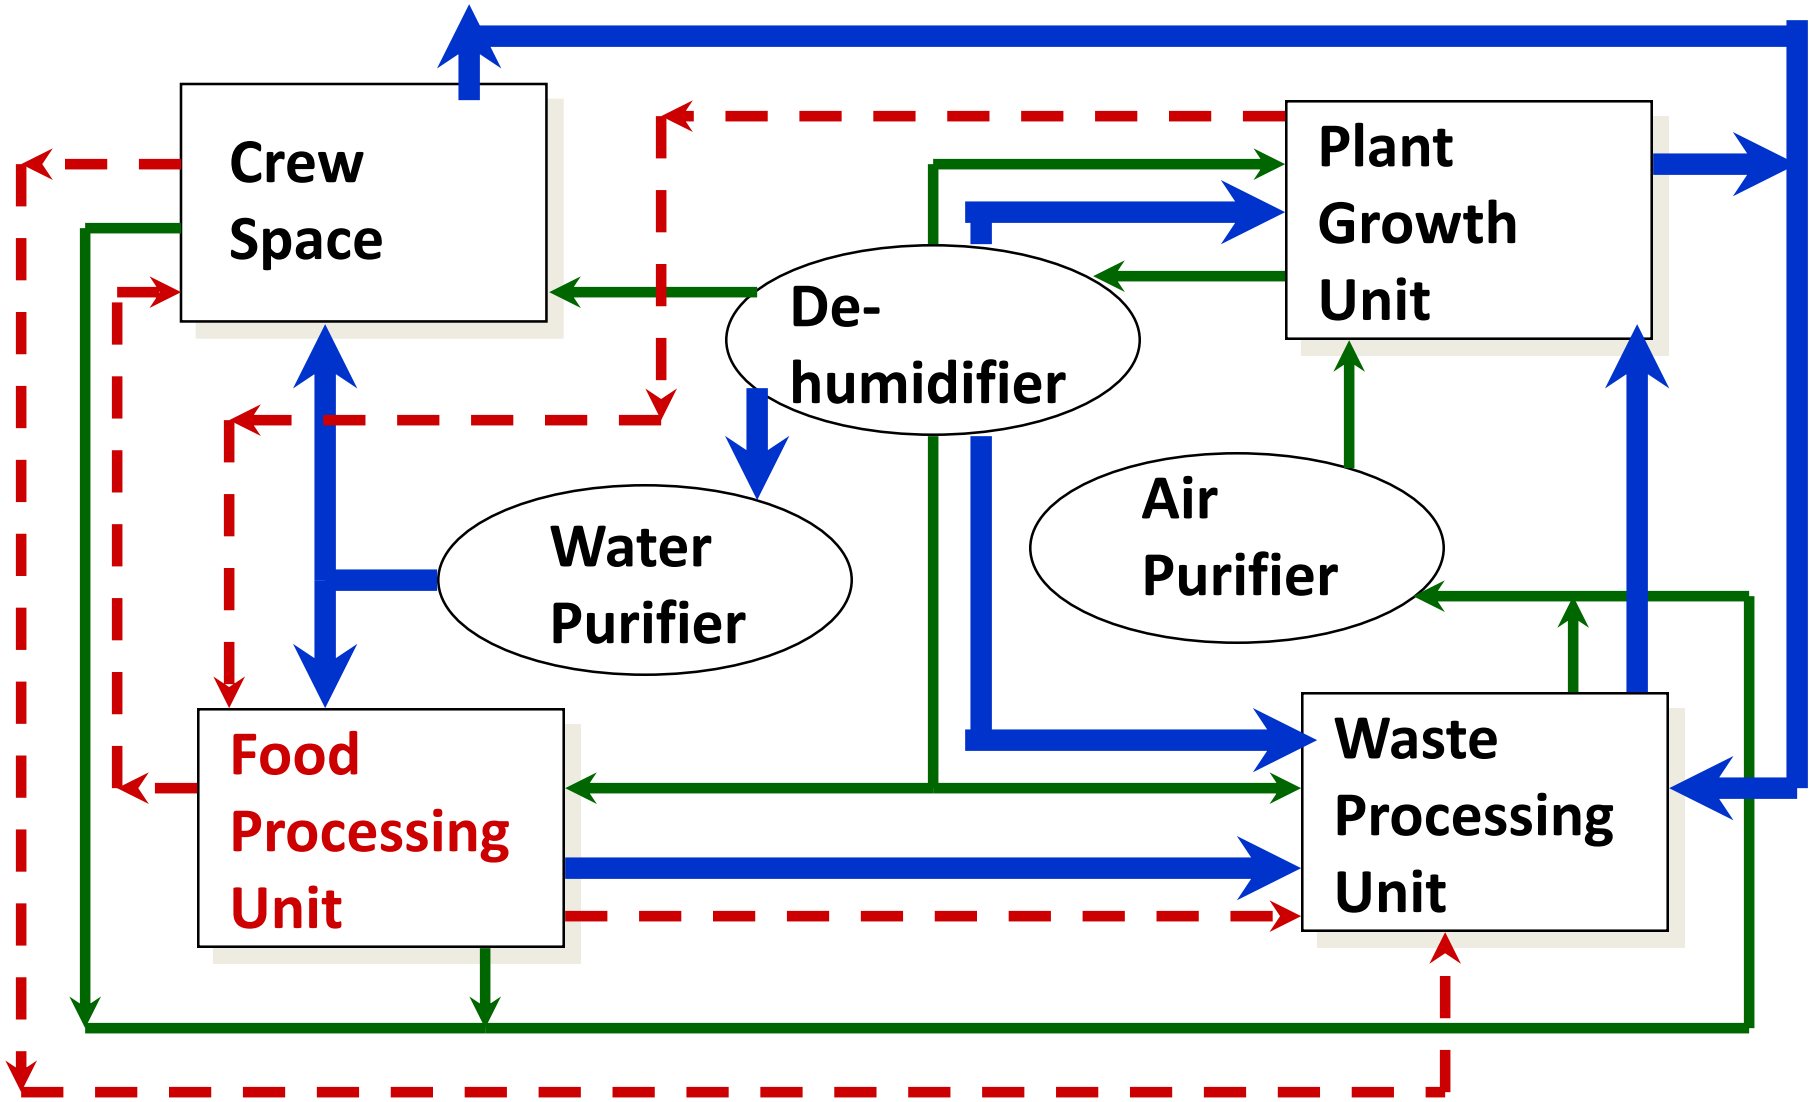 Crew
Space
Plant
Growth
Unit
De-
humidifier
Water
Purifier
Air
Purifier
Food
Processing
Unit
Waste
Processing
Unit